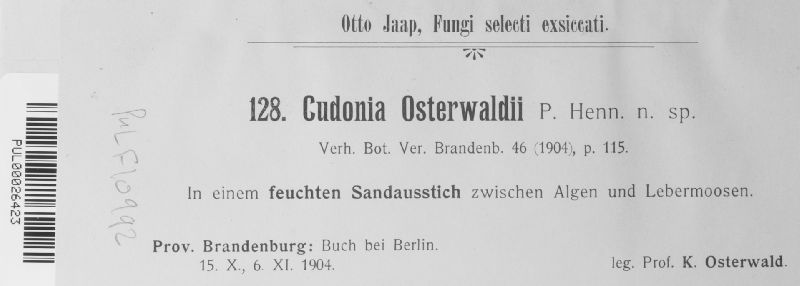 Otto Jaap, Fungi selecti exsiccati.
128. Cudonia Osterwaldii P. Henn. n. sp.
Verh. Bot. Ver. Brandenb. 46 (1904), p. 115.
In einem feuchten Sandausstich zwischen Algen und Lebermoosen.
Prov. Brandenburg: Buch bei Berlin.
15. X., 6. XI. 1904.
leg. Prof. K. Osterwald.
PUL00026423
PuL F10992